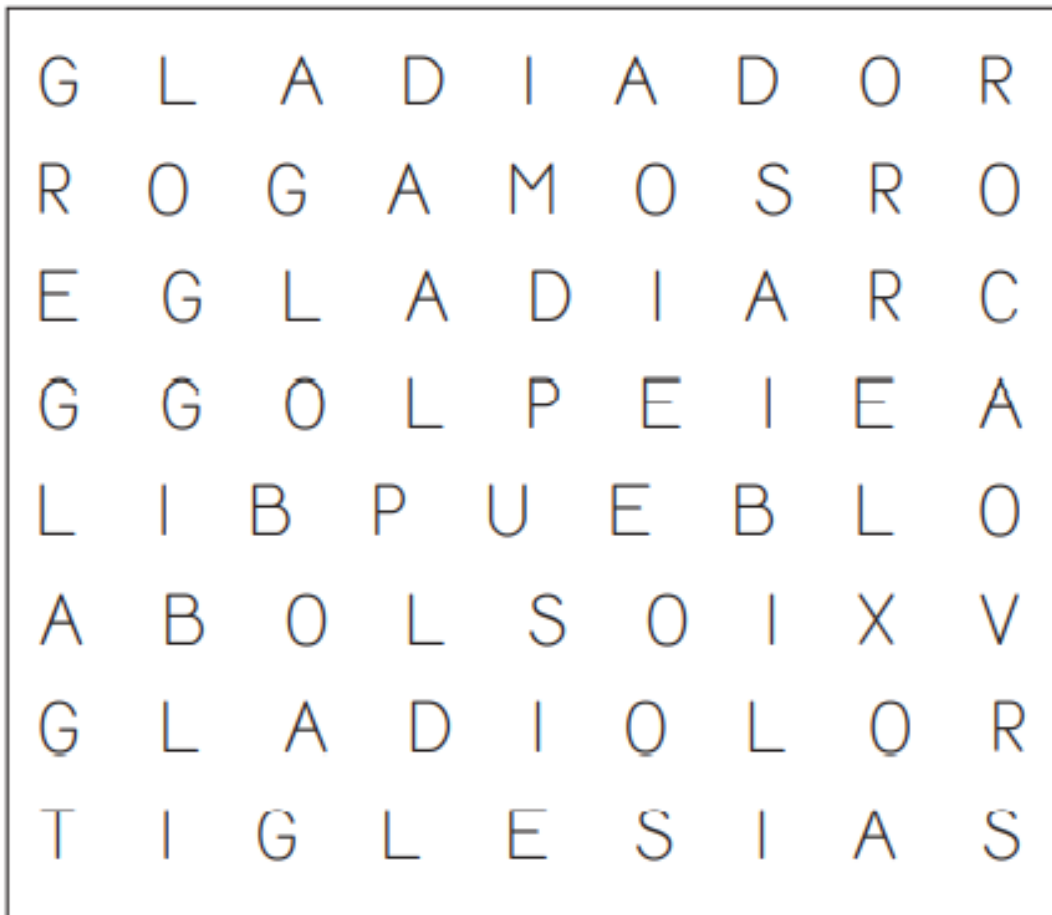 G L A D I A D O R
R O G A M O S R O
E G L A D I A R C
G G O L P E I E A
L I B P U E B L O
A B O L S O I X V
G L A D I O L O R
T I G L E S I A S